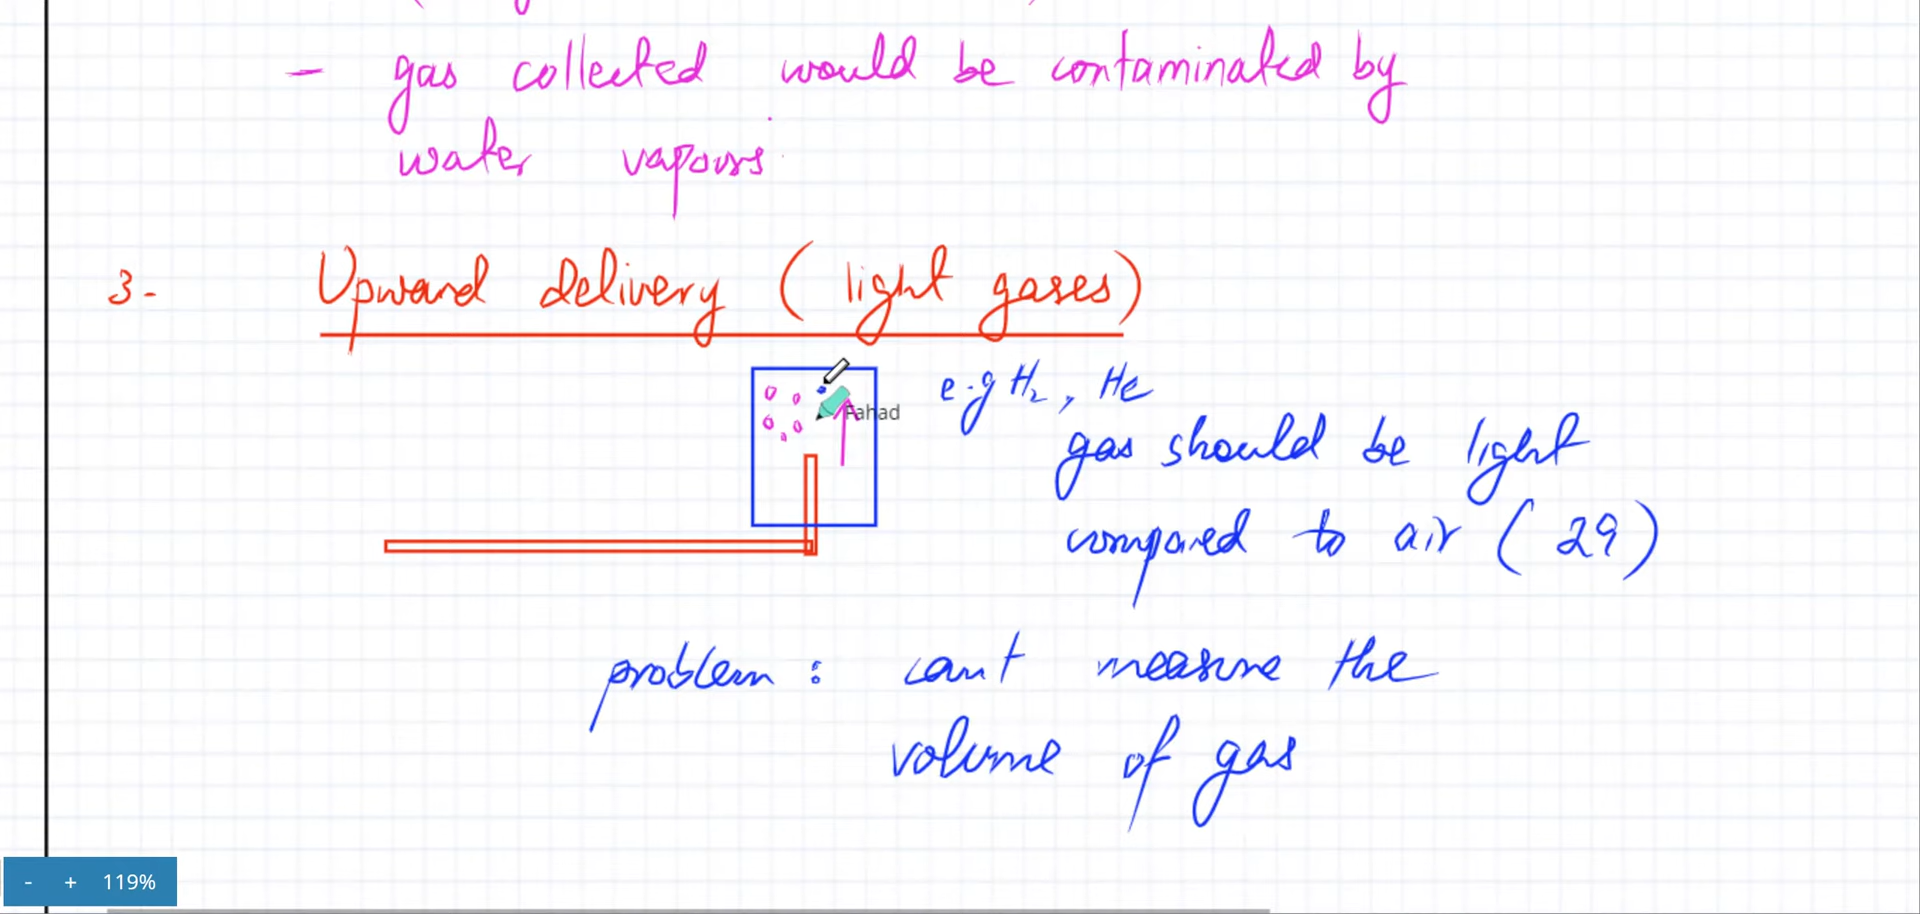 - gas collected would be contaminated by
water vapours
3- Upward delivery (light gases)
e.g H₂, He
Fahad
gas should be light
compared to air (29)
problem : can't measure the
volume of gas
- + 119%